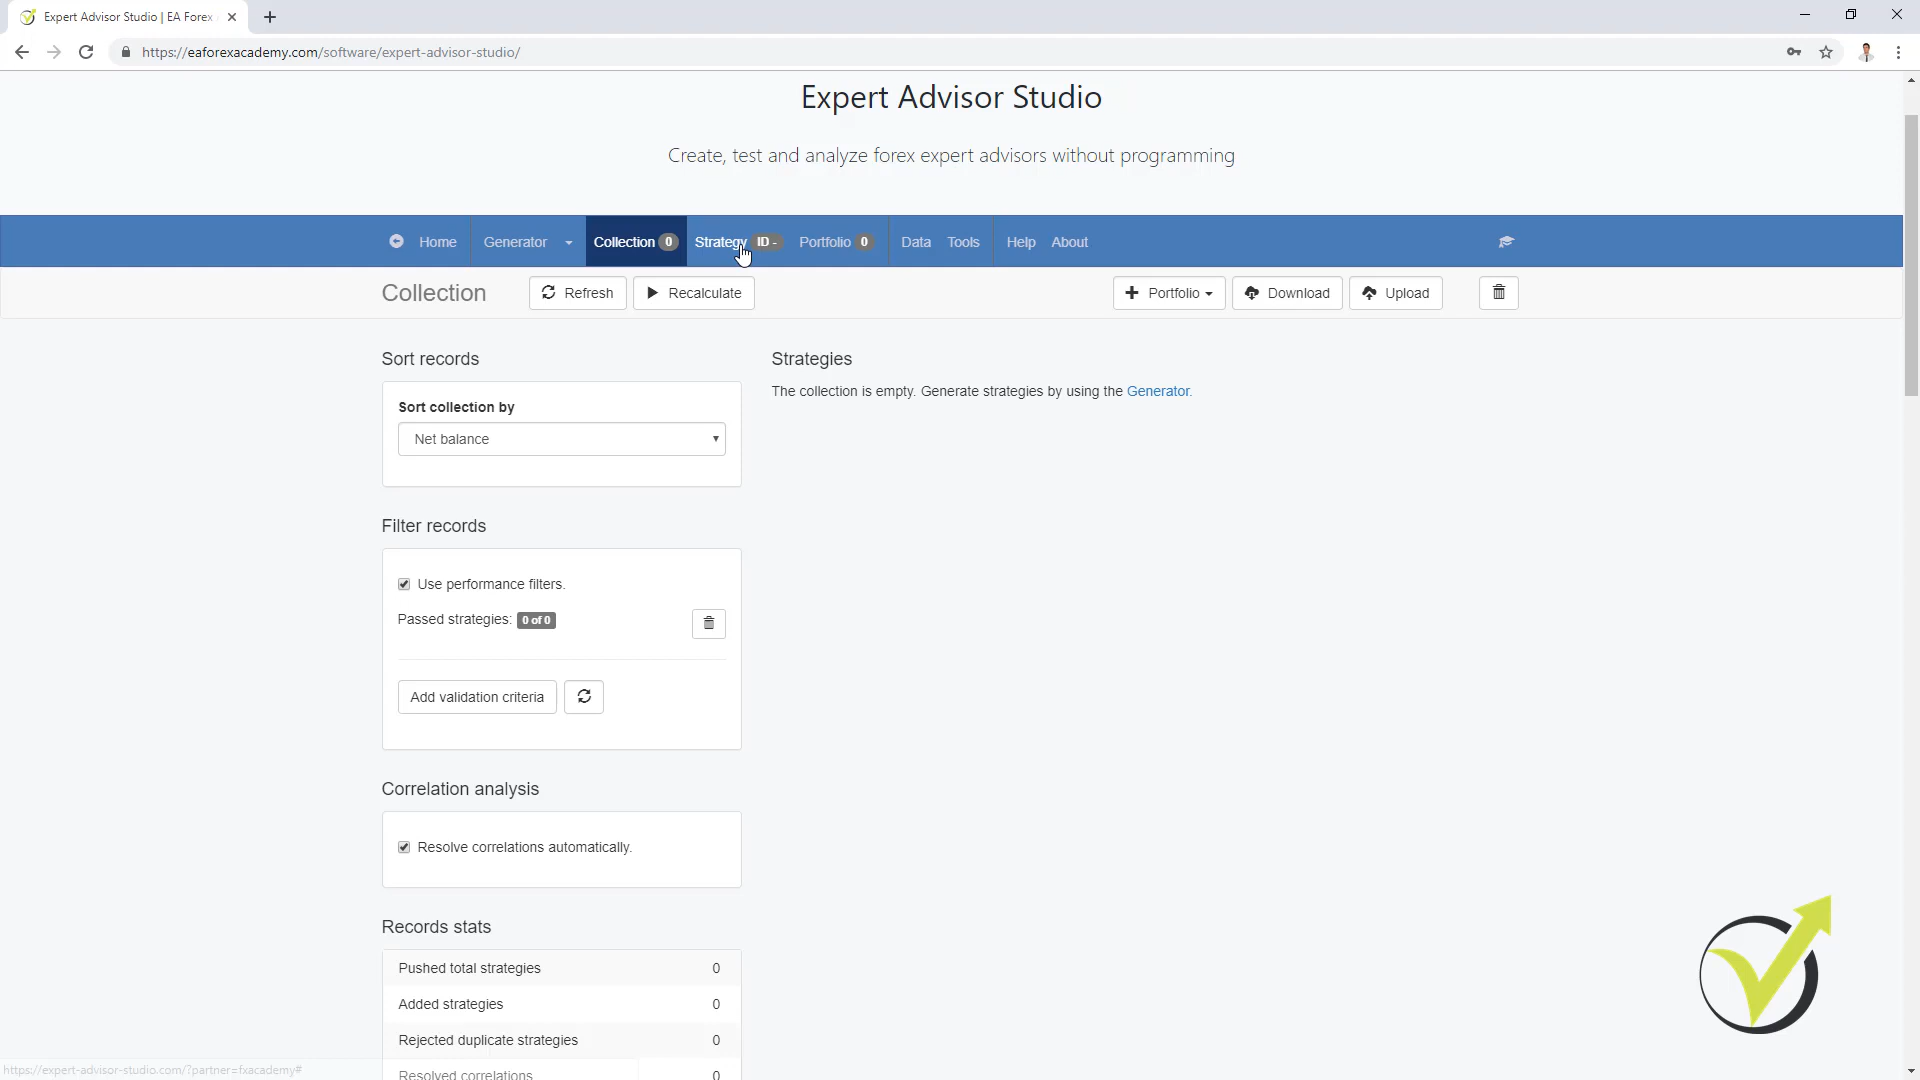 Expert Advisor Studio | EA Forex
https://eaforexacademy.com/software/expert-advisor-studio/
Expert Advisor Studio
Create, test and analyze forex expert advisors without programming
Home Generator Collection 0 Strategy ID - Portfolio 0 Data Tools Help About
Collection Refresh Recalculate Portfolio Download Upload
Sort records
Sort collection by
Net balance
Filter records
Use performance filters.
Passed strategies: 0 of 0
Add validation criteria
Correlation analysis
Resolve correlations automatically.
Records stats
Pushed total strategies 0
Added strategies 0
Rejected duplicate strategies 0
Resolved correlations 0
Strategies
The collection is empty. Generate strategies by using the Generator.
https://expert-advisor-studio.com/?partner=fxacademy#